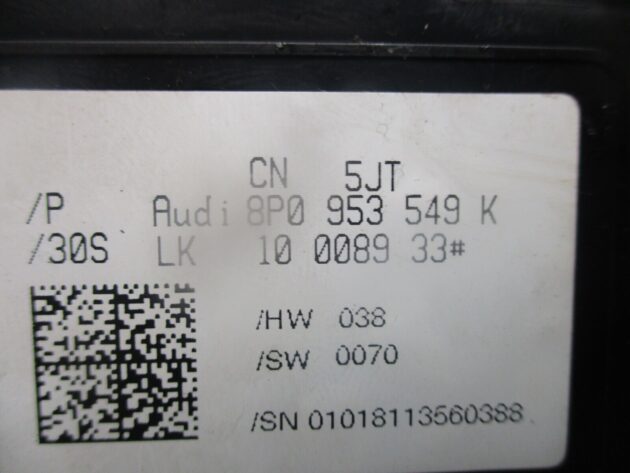 CN 5JT
/P Audi 8P0 953 549 K
/30S LK 10 0089 33#
/HW 038
/SW 0070
/SN 01018113560388